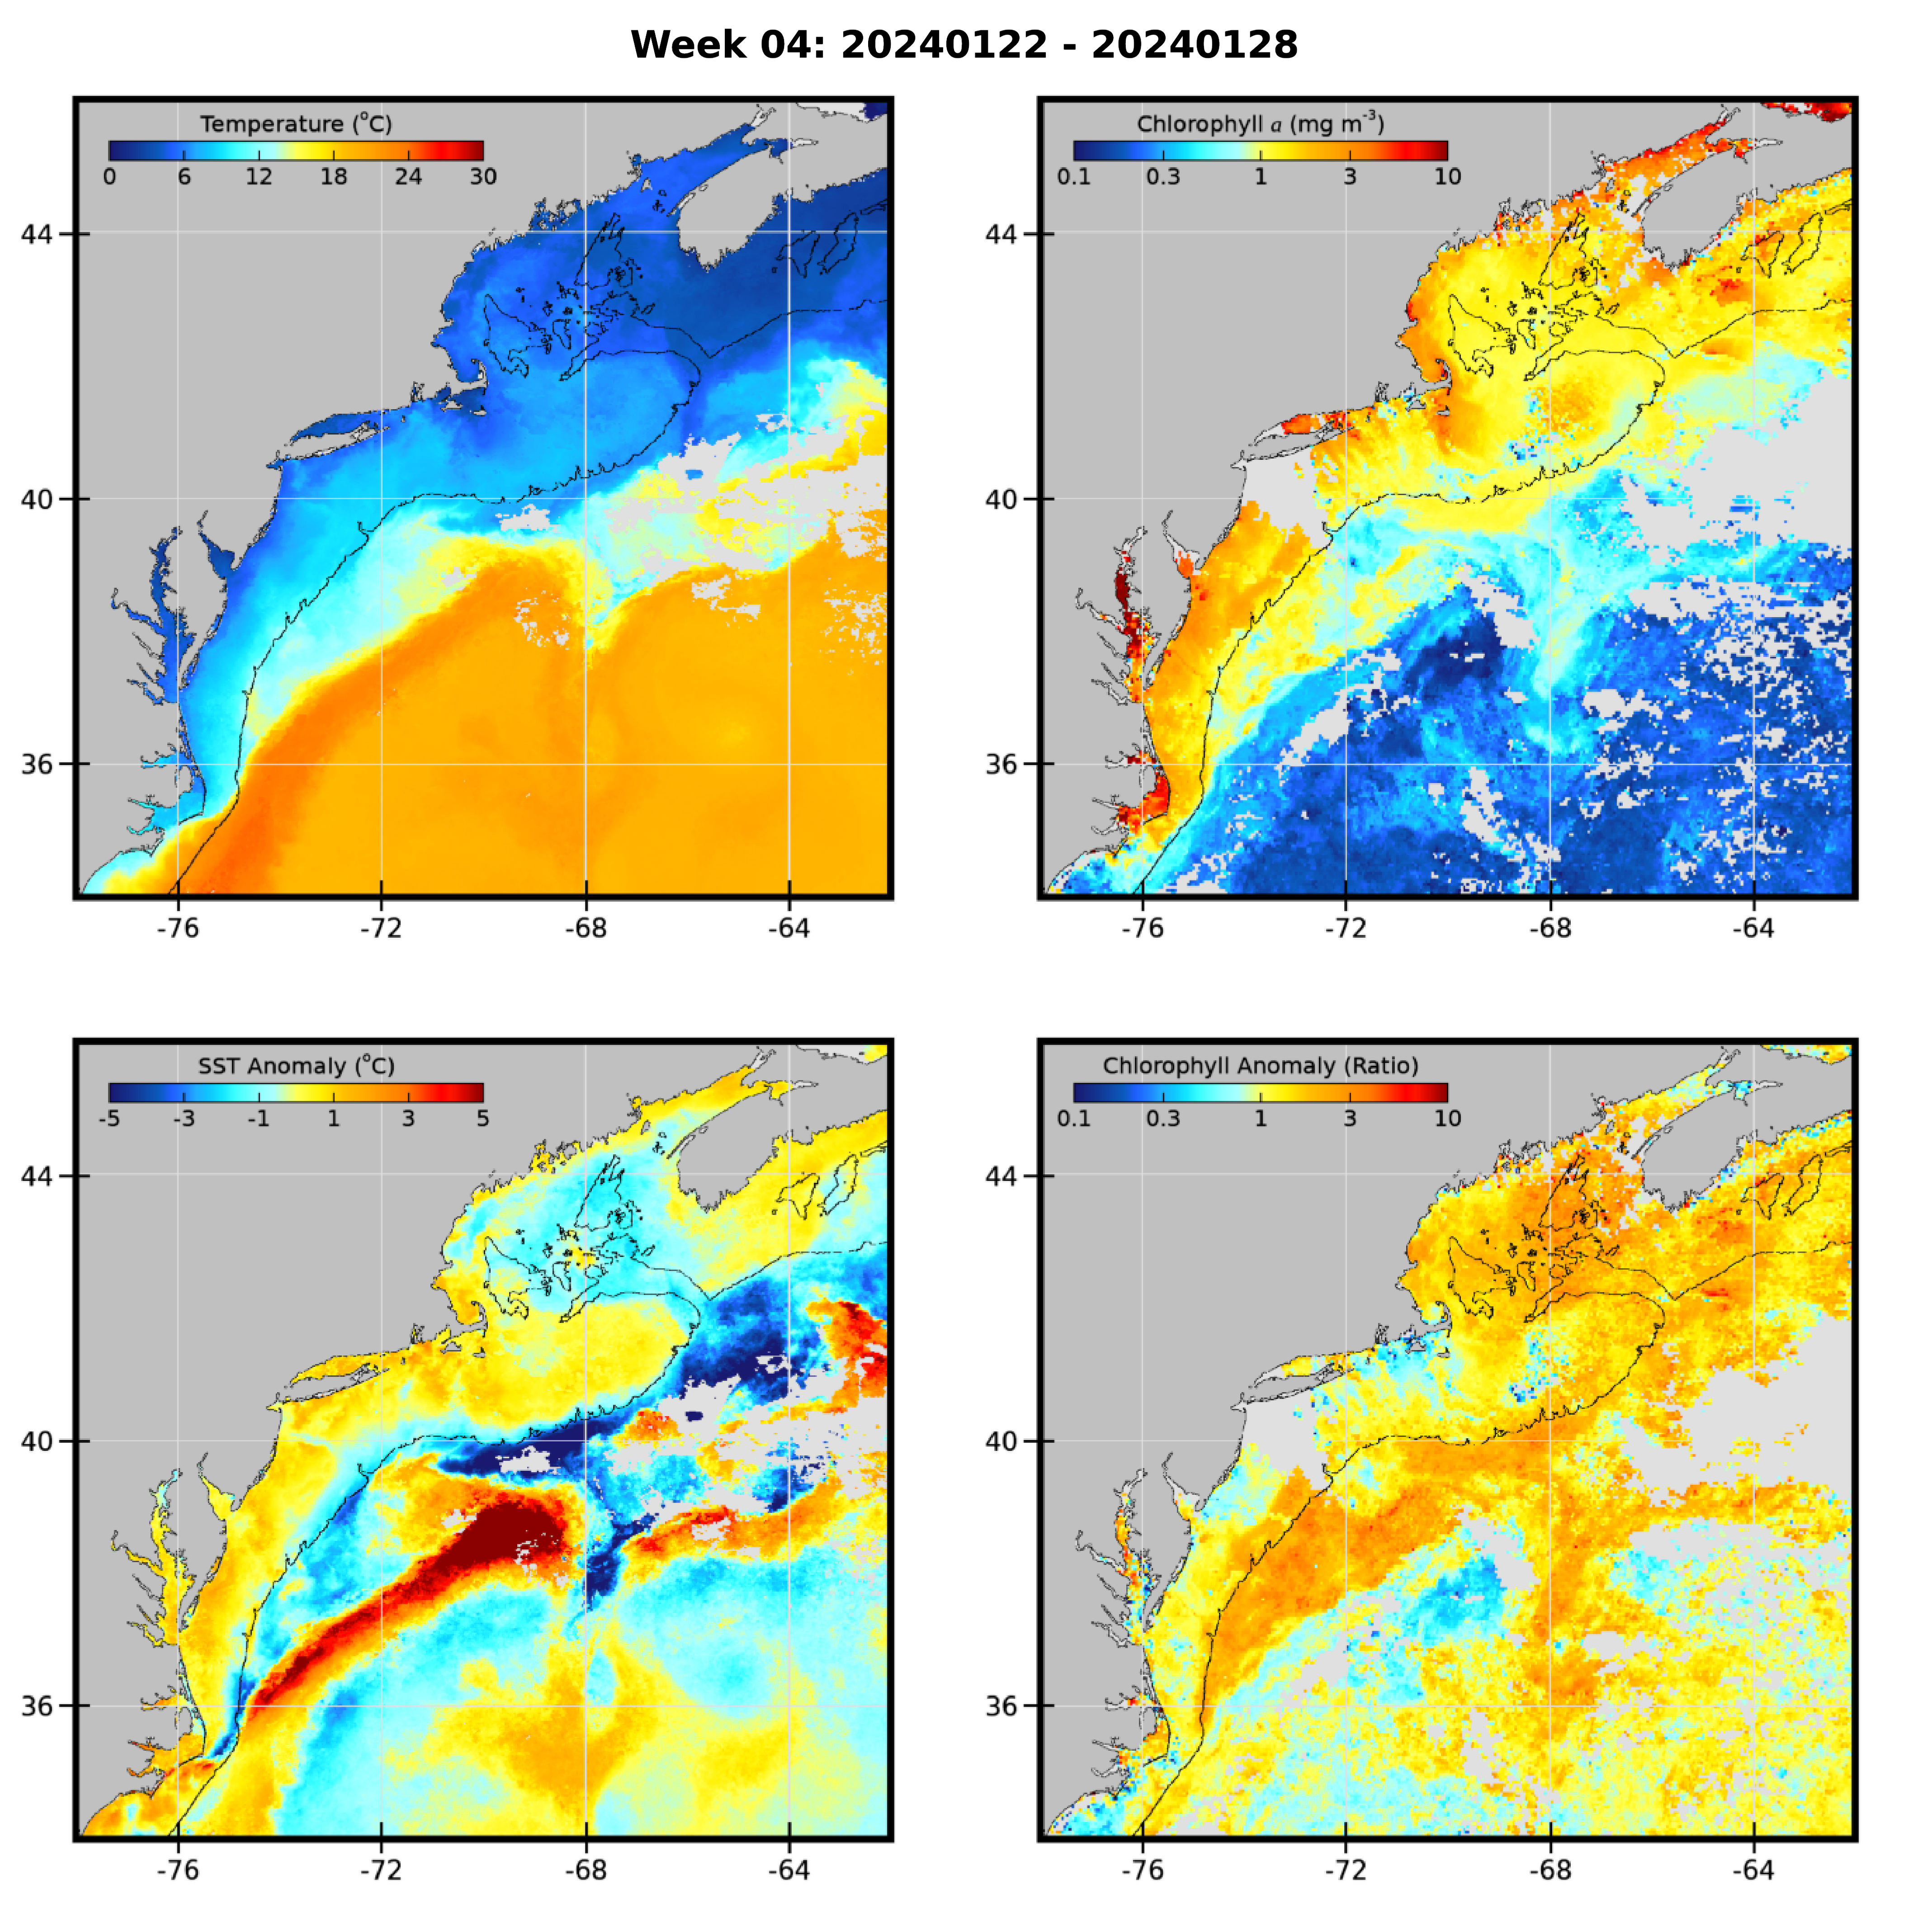 Week 04: 20240122 - 20240128
Temperature (°C)
0 6 12 18 24 30
44
40
36
-76 -72 -68 -64
Chlorophyll a (mg m⁻³)
0.1 0.3 1 3 10
44
40
36
-76 -72 -68 -64
SST Anomaly (°C)
-5 -3 -1 1 3 5
44
40
36
-76 -72 -68 -64
Chlorophyll Anomaly (Ratio)
0.1 0.3 1 3 10
44
40
36
-76 -72 -68 -64